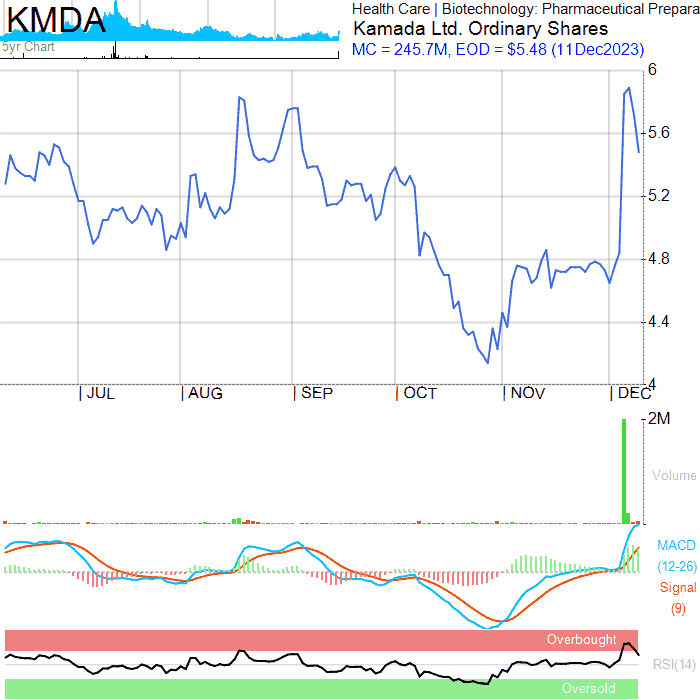 KMDA
5yr Chart
Health Care | Biotechnology: Pharmaceutical Prepara
Kamada Ltd. Ordinary Shares
MC = 245.7M, EOD = $5.48 (11Dec2023)
6
5.6
5.2
4.8
4.4
4
JUL
AUG
SEP
OCT
NOV
DEC
2M
Volume
MACD
(12-26)
Signal
(9)
Overbought
RSI(14)
Oversold